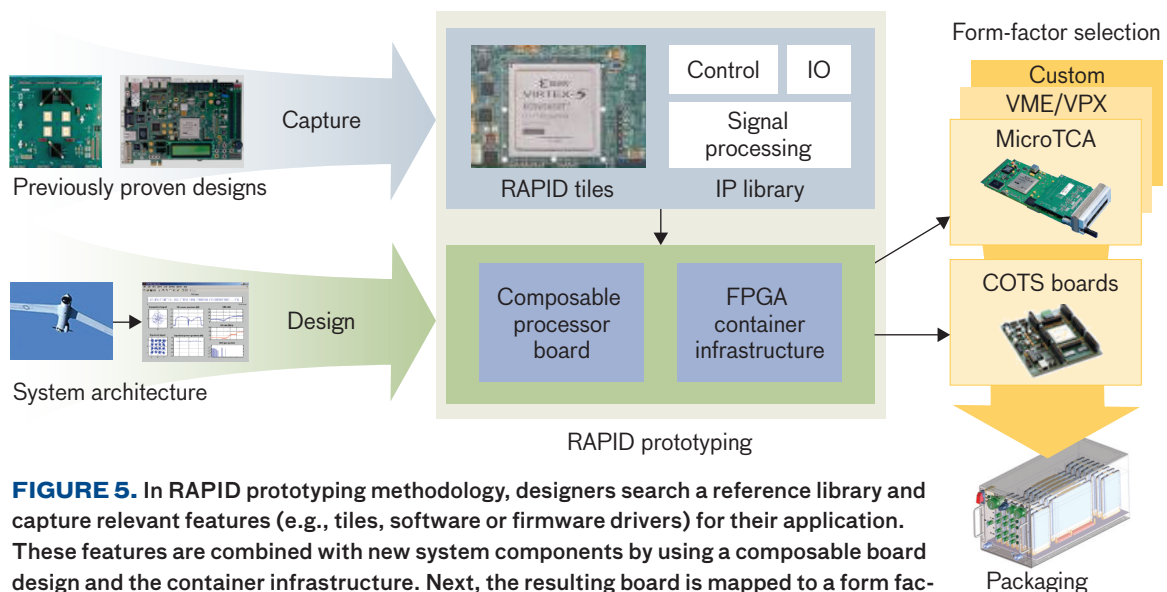 Form-factor selection
Custom
VME/VPX
MicroTCA
COTS boards
Packaging
Previously proven designs
Capture
VIRTEX-5
RAPID tiles
Control
IO
Signal
processing
IP library
System architecture
Design
Composable
processor
board
FPGA
container
infrastructure
RAPID prototyping
FIGURE 5. In RAPID prototyping methodology, designers search a reference library and
capture relevant features (e.g., tiles, software or firmware drivers) for their application.
These features are combined with new system components by using a composable board
design and the container infrastructure. Next, the resulting board is mapped to a form fac-